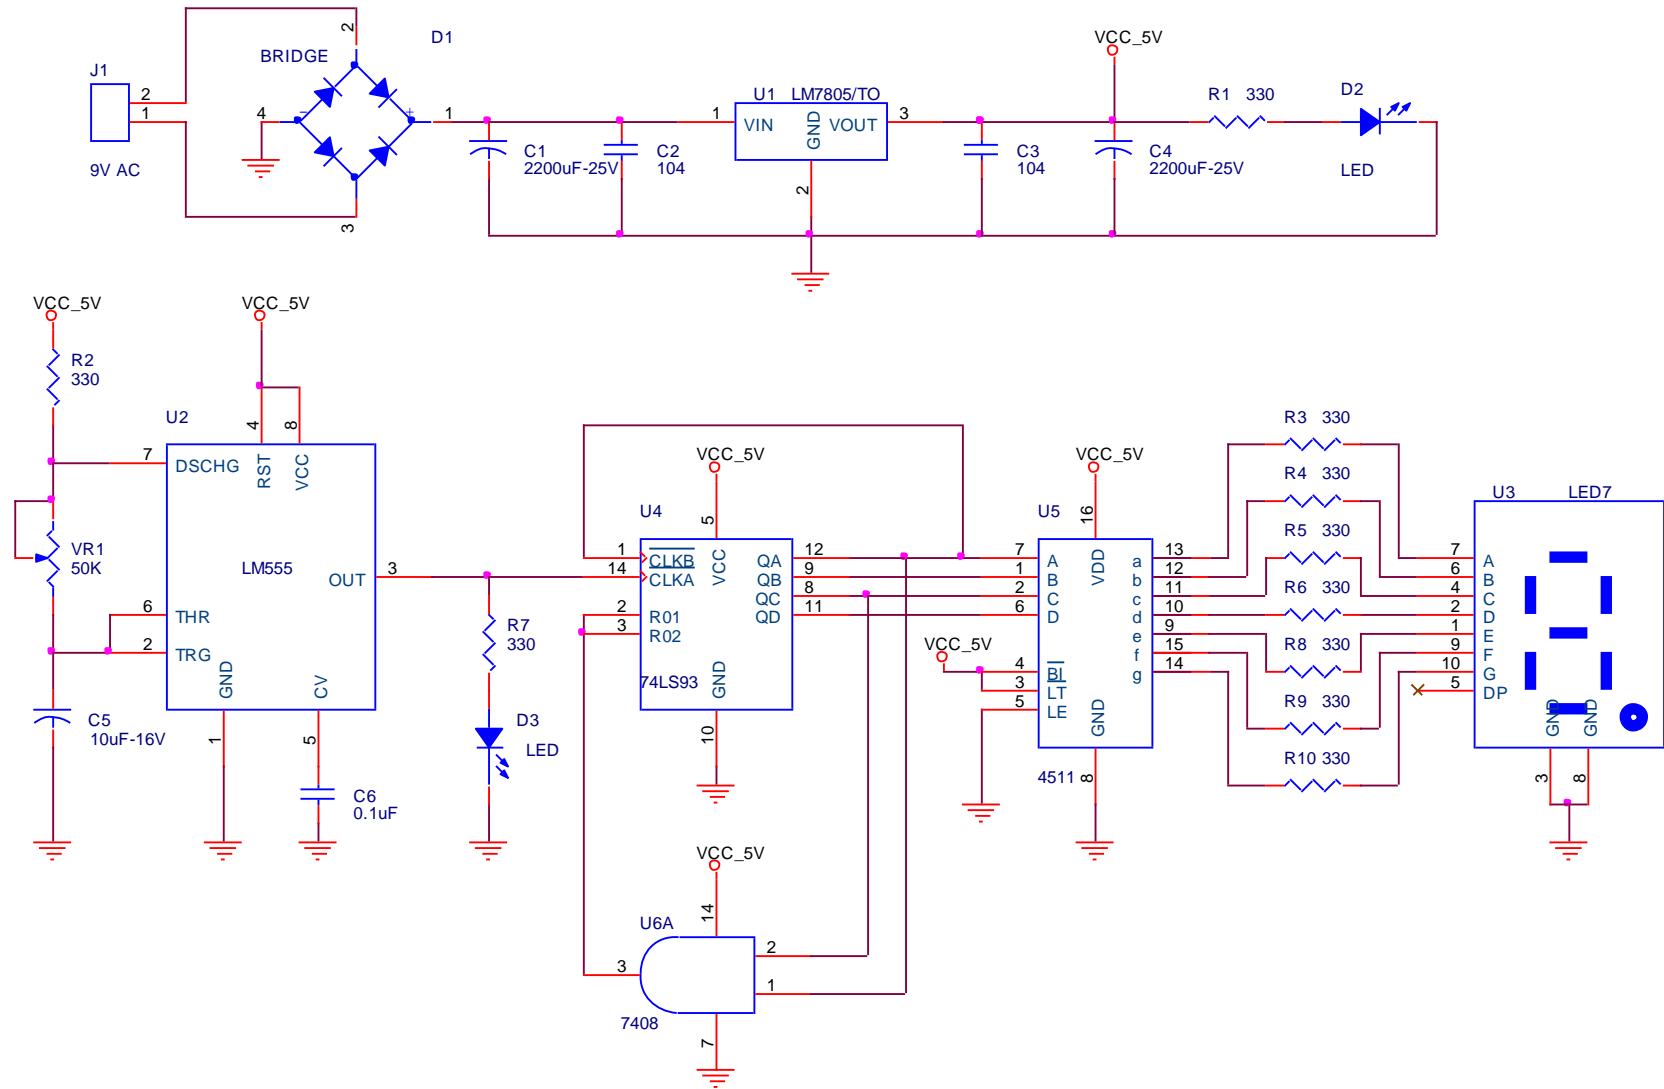 J1
2
1
9V AC
BRIDGE
D1
2
4
-
+
1
3
1
U1
LM7805/TO
3
VIN
GND
VOUT
2
C1
2200uF-25V
C2
104
C3
104
VCC_5V
C4
2200uF-25V
R1 330
D2
LED
VCC_5V
R2
330
VCC_5V
U2
4
8
7
DSCHG
RST
VCC
VR1
50K
LM555
OUT
3
6
THR
2
TRG
GND
CV
1
5
C5
10uF-16V
C6
0.1uF
R7
330
D3
LED
VCC_5V
U4
5
1
CLKB
14
CLKA
VCC
QA
12
QB
9
QC
8
QD
11
2
R01
3
R02
74LS93
GND
10
VCC_5V
U5
16
7
A
1
B
2
C
6
D
VDD
a
13
b
12
c
11
d
10
e
9
f
15
g
14
VCC_5V
4
BI
3
LT
5
LE
GND
4511
8
R3 330
R4 330
R5 330
R6 330
R8 330
R9 330
R10 330
U3
LED7
7
A
6
B
4
C
2
D
1
E
9
F
10
G
5
DP
GND
GND
3
8
VCC_5V
U6A
14
3
2
1
7408
7